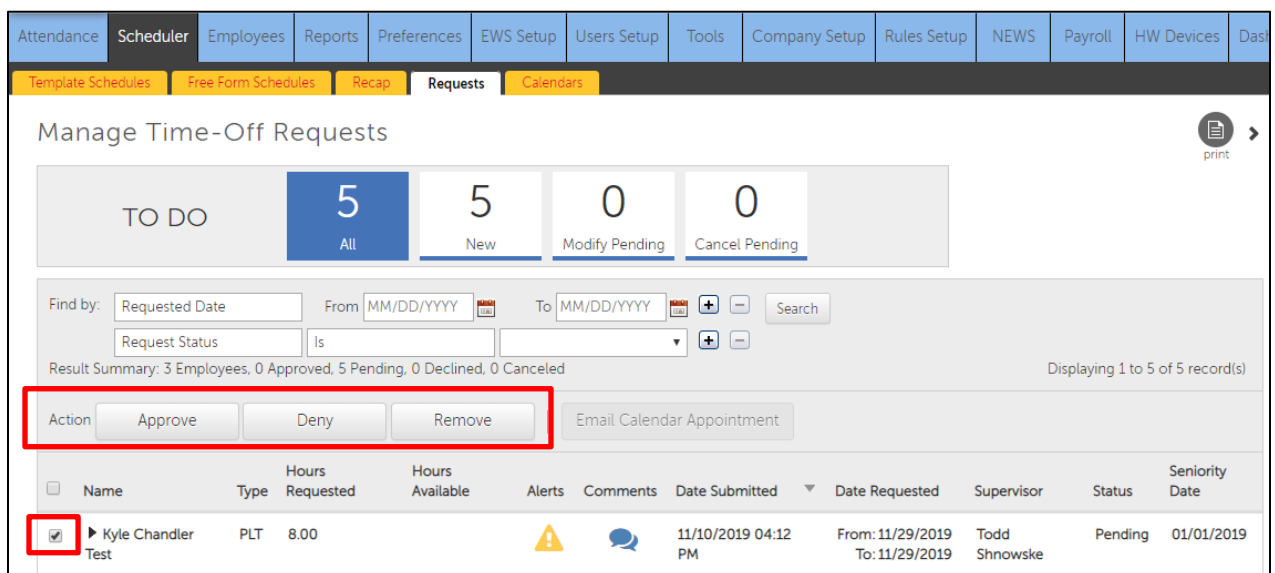 Attendance Scheduler Employees Reports Preferences EWS Setup Users Setup Tools Company Setup Rules Setup NEWS Payroll HW Devices
Template Schedules Free Form Schedules Recap Requests Calendars
Manage Time-Off Requests
print
TO DO
5 All
5 New
0 Modify Pending
0 Cancel Pending
Find by: Requested Date From MM/DD/YYYY To MM/DD/YYYY + − Search
Request Status Is + −
Result Summary: 3 Employees, 0 Approved, 5 Pending, 0 Declined, 0 Canceled Displaying 1 to 5 of 5 record(s)
Action Approve Deny Remove Email Calendar Appointment
Name Type Hours Requested Hours Available Alerts Comments Date Submitted Date Requested Supervisor Status Seniority Date
Kyle Chandler PLT 8.00 11/10/2019 04:12 From: 11/29/2019 Todd Pending 01/01/2019
Test PM To: 11/29/2019 Shnowske